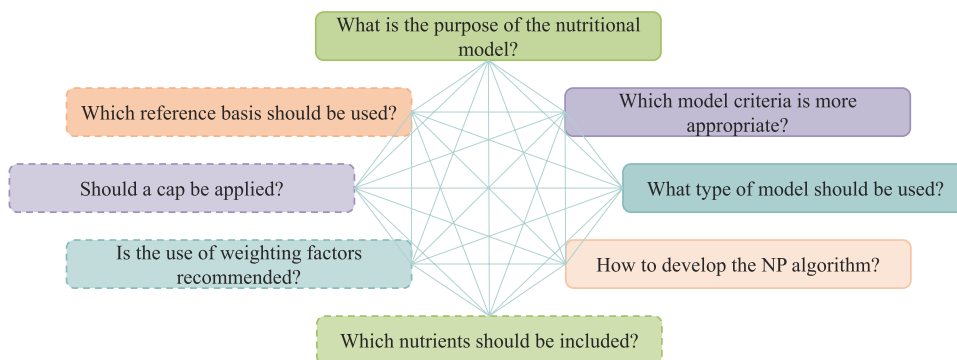 What is the purpose of the nutritional
model?
Which reference basis should be used?
Which model criteria is more
appropriate?
Should a cap be applied?
What type of model should be used?
Is the use of weighting factors
recommended?
How to develop the NP algorithm?
Which nutrients should be included?